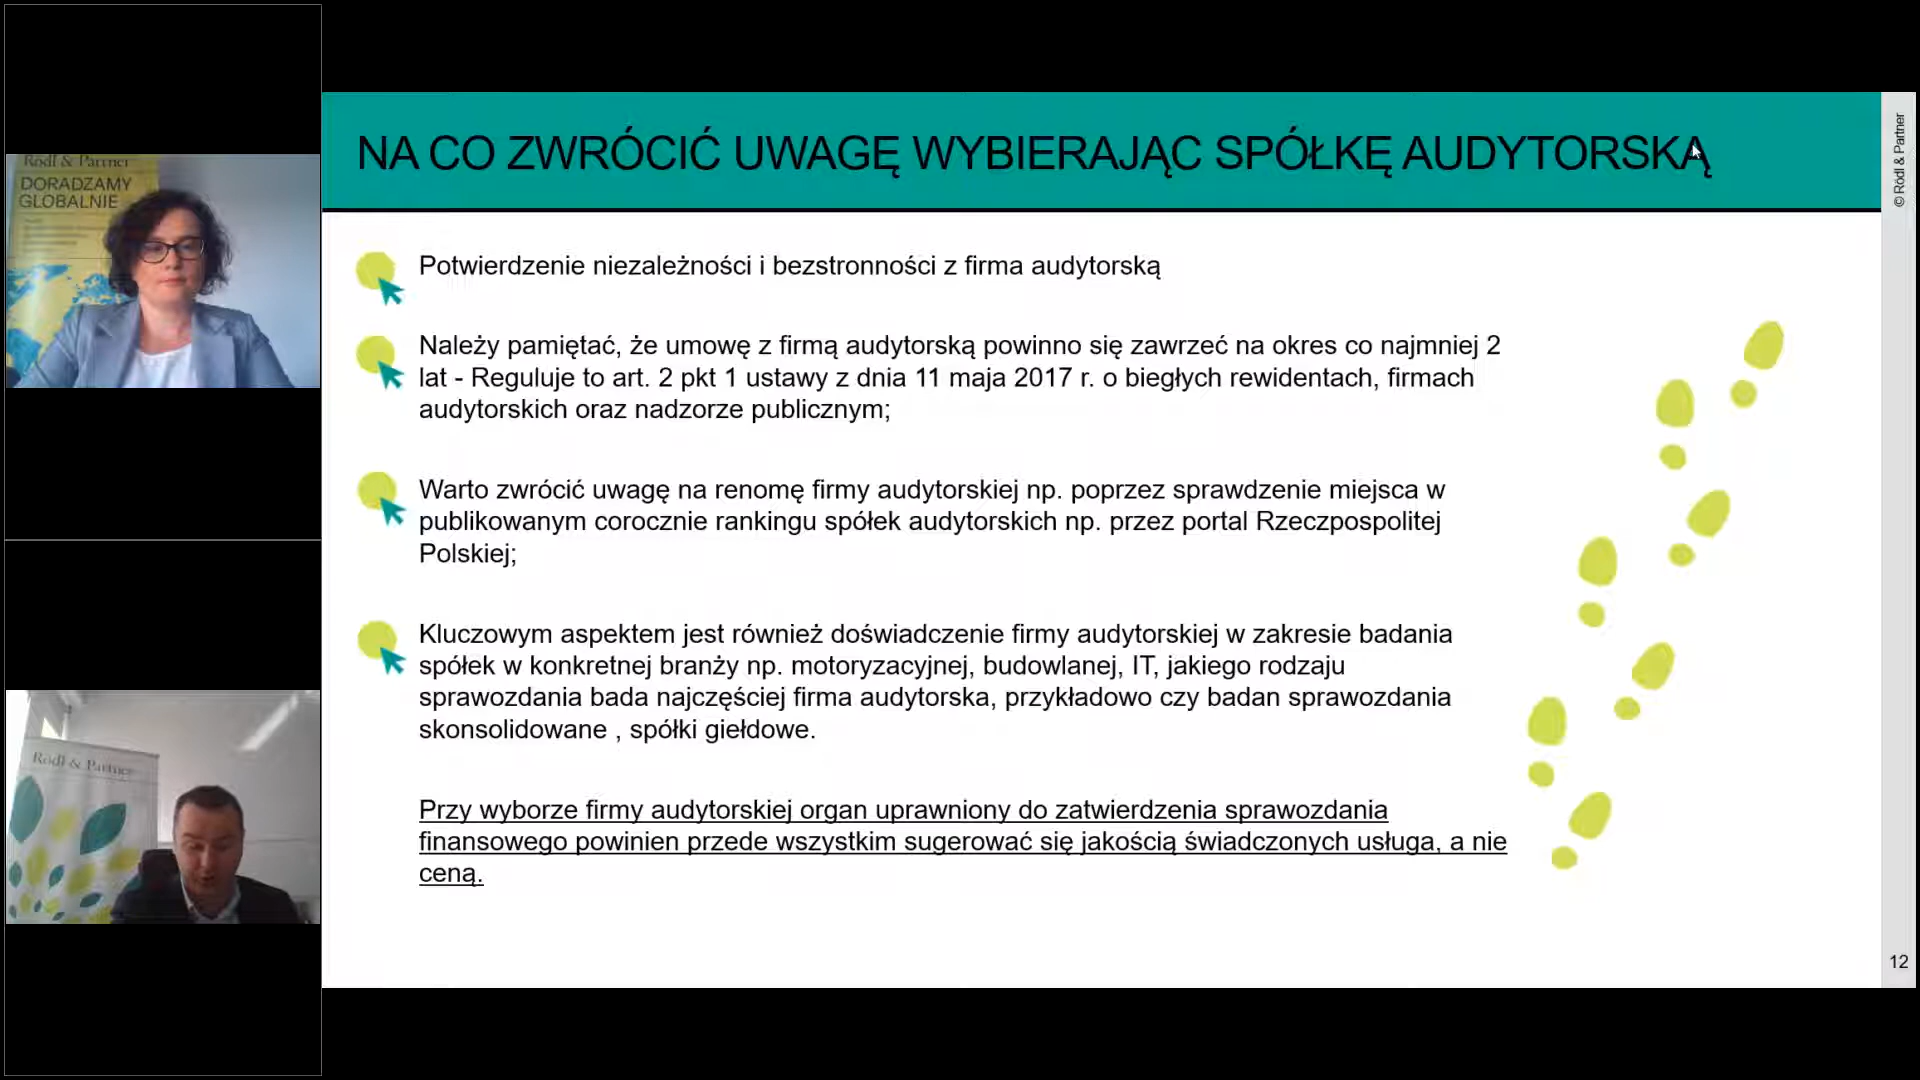 Rödl & Partner
DORADZAMY
GLOBALNIE
Rödl & Partner
NA CO ZWRÓCIĆ UWAGĘ WYBIERAJĄC SPÓŁKĘ AUDYTORSKĄ
Potwierdzenie niezależności i bezstronności z firma audytorską
Należy pamiętać, że umowę z firmą audytorską powinno się zawrzeć na okres co najmniej 2
lat - Reguluje to art. 2 pkt 1 ustawy z dnia 11 maja 2017 r. o biegłych rewidentach, firmach
audytorskich oraz nadzorze publicznym;
Warto zwrócić uwagę na renomę firmy audytorskiej np. poprzez sprawdzenie miejsca w
publikowanym corocznie rankingu spółek audytorskich np. przez portal Rzeczpospolitej
Polskiej;
Kluczowym aspektem jest również doświadczenie firmy audytorskiej w zakresie badania
spółek w konkretnej branży np. motoryzacyjnej, budowlanej, IT, jakiego rodzaju
sprawozdania bada najczęściej firma audytorska, przykładowo czy badan sprawozdania
skonsolidowane , spółki giełdowe.
Przy wyborze firmy audytorskiej organ uprawniony do zatwierdzenia sprawozdania
finansowego powinien przede wszystkim sugerować się jakością świadczonych usługa, a nie
ceną.
© Rödl & Partner
12